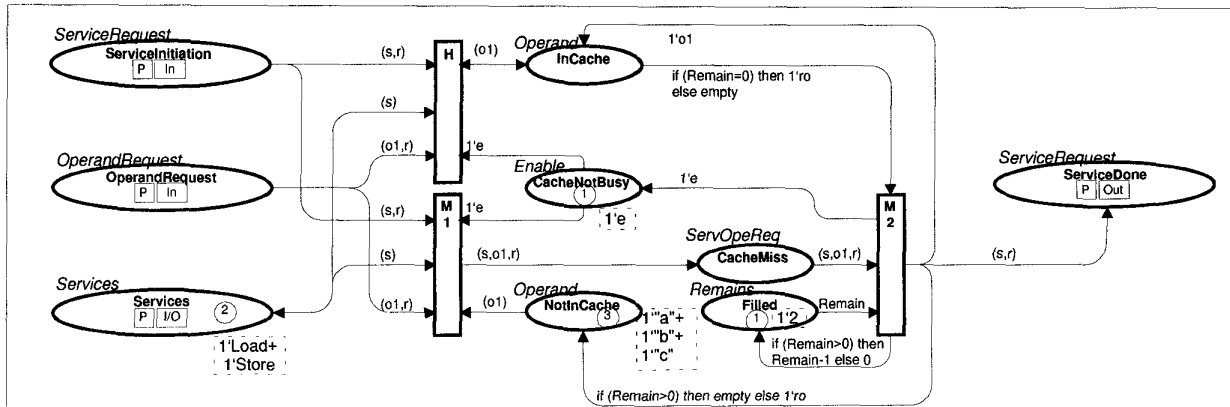 ServiceRequest
ServiceInitiation
P In
(s,r)
H
(o1)
Operand
InCache
1'o1
if (Remain=0) then 1'ro
else empty
(s)
OperandRequest
OperandRequest
P In
(o1,r)
1'e
Enable
CacheNotBusy
1
1'e
1'e
ServiceRequest
ServiceDone
P Out
M
1
(s,r)
1'e
M
2
ServOpeReq
CacheMiss
(s,o1,r)
(s,o1,r)
(s,r)
Services
Services
P I/O
2
1'Load+
1'Store
(s)
(o1,r)
(o1)
Operand
NotInCache
3
1'"a"+
1'"b"+
1'"c"
Remains
Filled
1
1'2
Remain
if (Remain>0) then
Remain-1 else 0
if (Remain>0) then empty else 1'ro